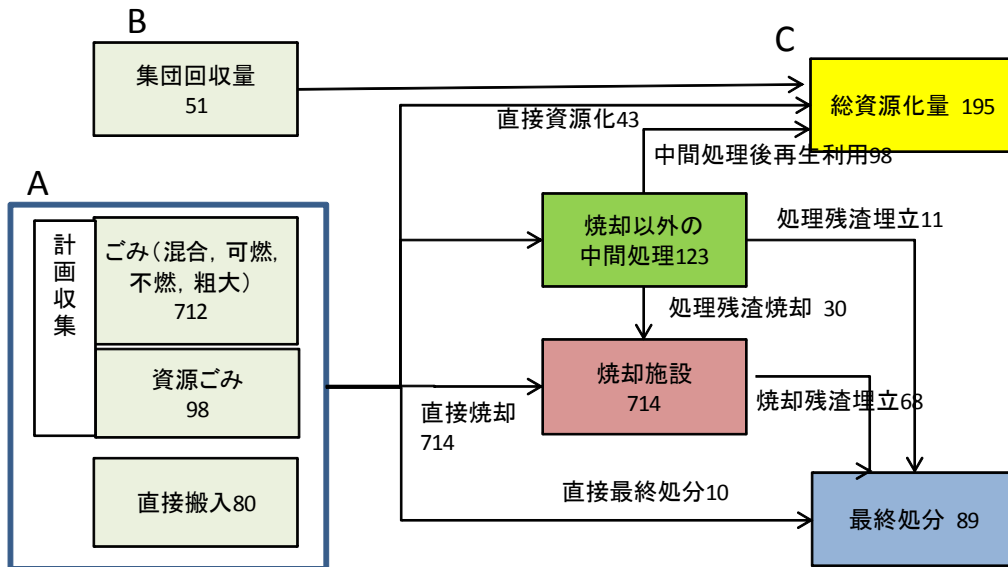 B
集団回収量
51
C
総資源化量 195
直接資源化43
中間処理後再生利用98
A
計画収集
ごみ(混合,可燃,
不燃,粗大)
712
資源ごみ
98
直接搬入80
焼却以外の
中間処理123
処理残渣埋立11
処理残渣焼却 30
焼却施設
714
直接焼却
714
焼却残渣埋立68
直接最終処分10
最終処分 89